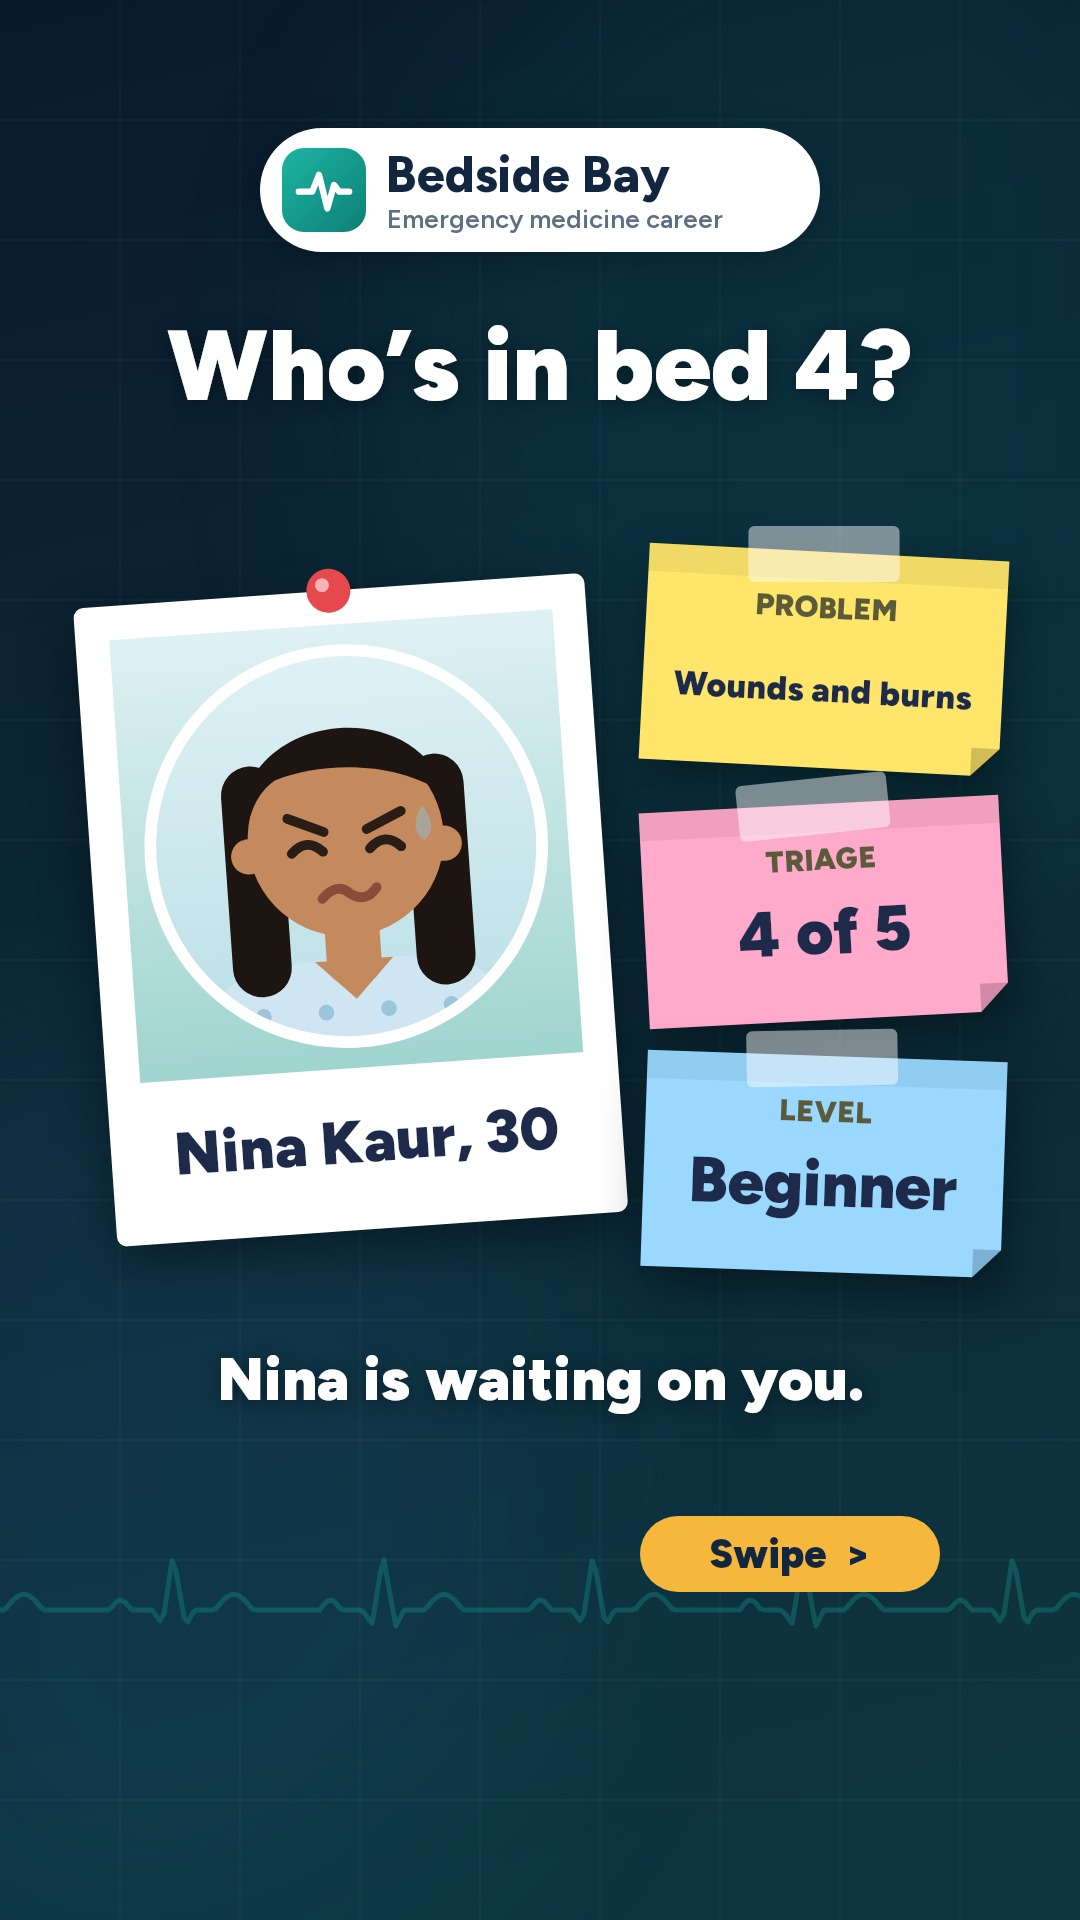 Bedside Bay
Emergency medicine career
Who’s in bed 4?
Nina Kaur, 30
PROBLEM
Wounds and burns
TRIAGE
4 of 5
LEVEL
Beginner
Nina is waiting on you.
Swipe >